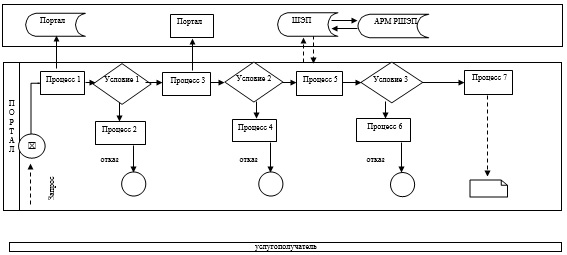 Портал
Портал
ШЭП
АРМ РШЭП
ПОРТАЛ
Процесс 1
Условие 1
Процесс 3
Условие 2
Процесс 5
Условие 3
Процесс 7
Процесс 2
Процесс 4
Процесс 6
отказ
отказ
отказ
Запрос
услугополучатель